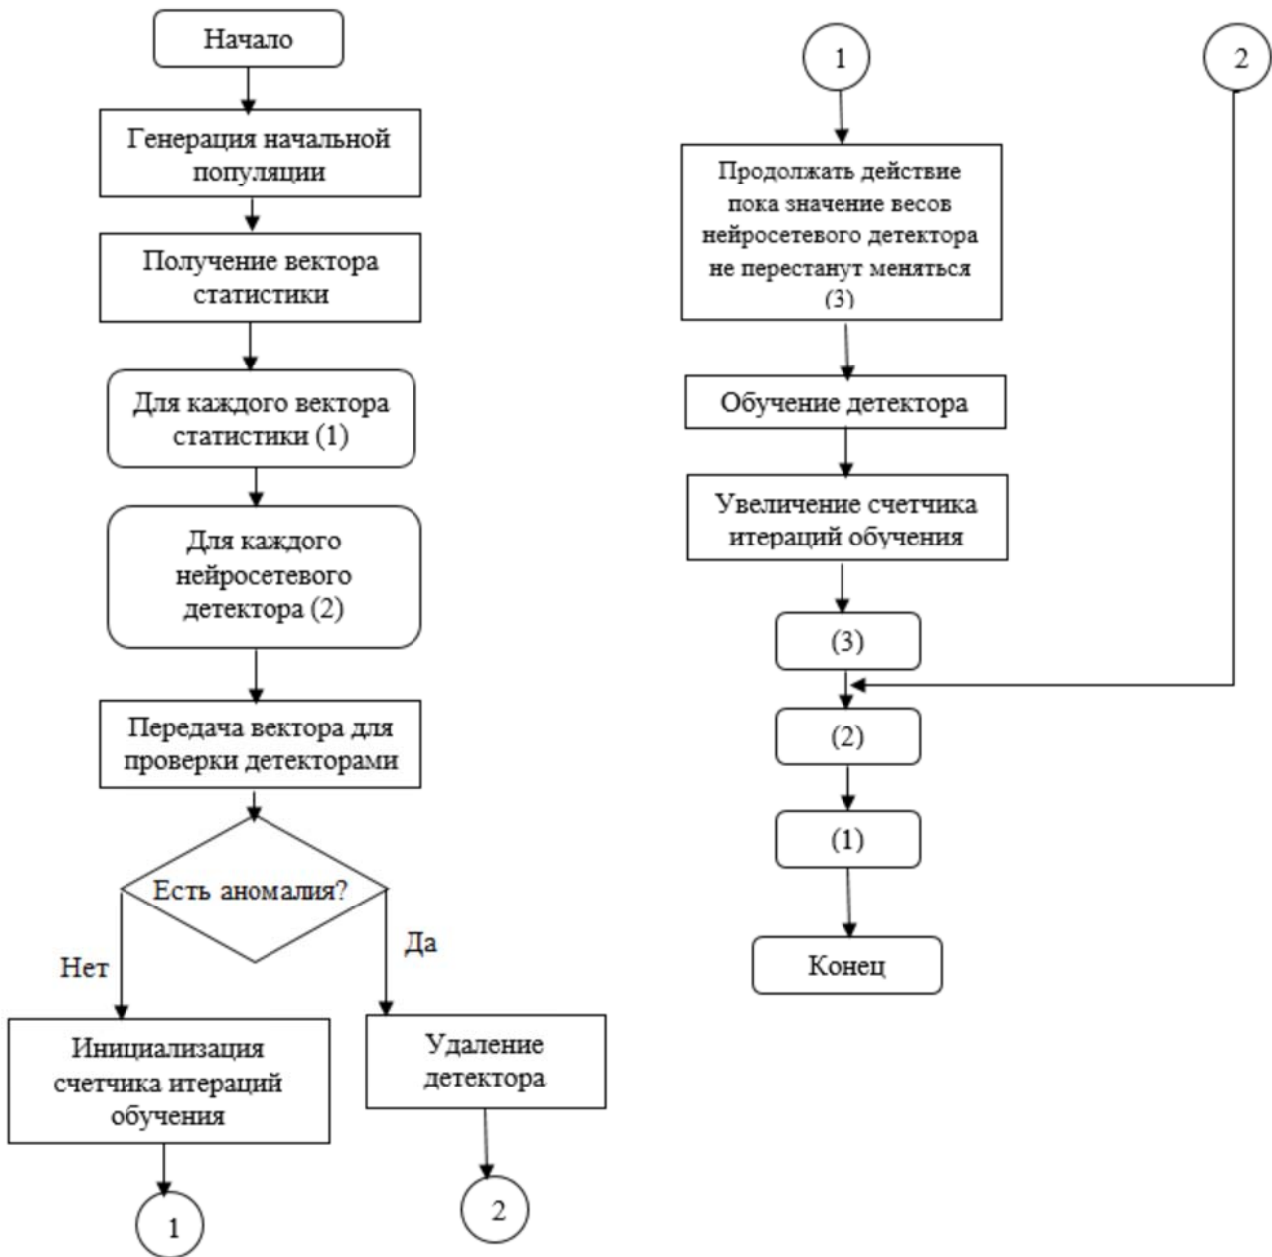 Начало
Генерация начальной
популяции
Получение вектора
статистики
Для каждого вектора
статистики (1)
Для каждого
нейросетевого
детектора (2)
Передача вектора для
проверки детекторами
Есть аномалия?
Нет
Да
Инициализация
счетчика итераций
обучения
Удаление
детектора
1
2
1
2
Продолжать действие
пока значение весов
нейросетевого детектора
не перестанут меняться
(3)
Обучение детектора
Увеличение счетчика
итераций обучения
(3)
(2)
(1)
Конец